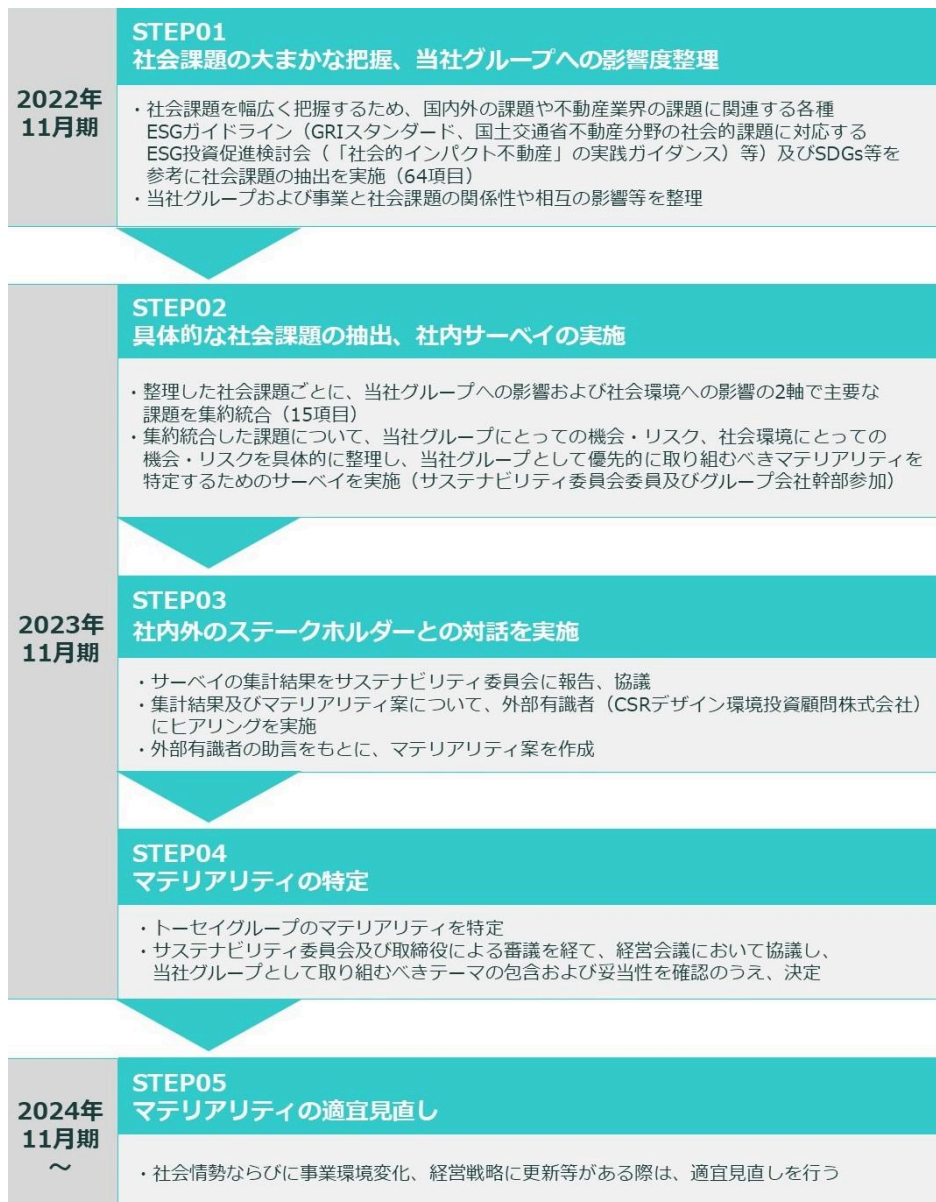 2022年
11月期
STEP01
社会課題の大まかな把握、当社グループへの影響度整理
・社会課題を幅広く把握するため、国内外の課題や不動産業界の課題に関連する各種
ESGガイドライン（GRIスタンダード、国土交通省不動産分野の社会的課題に対応する
ESG投資促進検討会（「社会的インパクト不動産」の実践ガイダンス）等）及びSDGs等を
参考に社会課題の抽出を実施（64項目）
・当社グループおよび事業と社会課題の関係性や相互の影響等を整理
2023年
11月期
STEP02
具体的な社会課題の抽出、社内サーベイの実施
・整理した社会課題ごとに、当社グループへの影響および社会環境への影響の2軸で主要な
課題を集約統合（15項目）
・集約統合した課題について、当社グループにとっての機会・リスク、社会環境にとっての
機会・リスクを具体的に整理し、当社グループとして優先的に取り組むべきマテリアリティを
特定するためのサーベイを実施（サステナビリティ委員会委員及びグループ会社幹部参加）
STEP03
社内外のステークホルダーとの対話を実施
・サーベイの集計結果をサステナビリティ委員会に報告、協議
・集計結果及びマテリアリティ案について、外部有識者（CSRデザイン環境投資顧問株式会社）
にヒアリングを実施
・外部有識者の助言をもとに、マテリアリティ案を作成
STEP04
マテリアリティの特定
・トーセイグループのマテリアリティを特定
・サステナビリティ委員会及び取締役による審議を経て、経営会議において協議し、
当社グループとして取り組むべきテーマの包含および妥当性を確認のうえ、決定
2024年
11月期
～
STEP05
マテリアリティの適宜見直し
・社会情勢ならびに事業環境変化、経営戦略に更新等がある際は、適宜見直しを行う